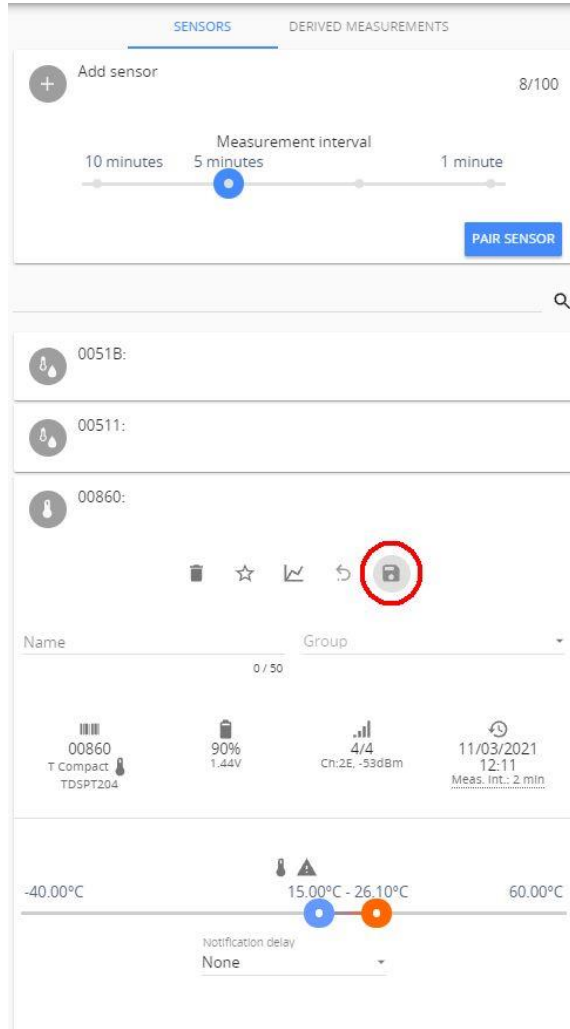 SENSORS DERIVED MEASUREMENTS
Add sensor
8/100
Measurement interval
10 minutes 5 minutes 1 minute
PAIR SENSOR
0051B:
00511:
00860:
Name Group
0 / 50
00860 90% 4/4 11/03/2021
T Compact 1.44V Cn:2E, -53dBm 12:11
TDSPT204 Meas. Int.: 2 min
-40.00°C 15.00°C - 26.10°C 60.00°C
Notification delay
None